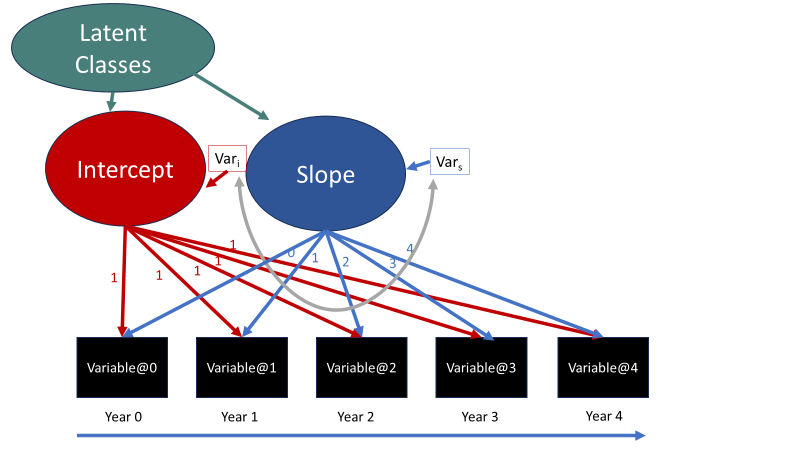 Latent
Classes
Intercept
Var i
Slope
Var s
1
1
1
1
1
0
1
2
3
4
Variable@0
Variable@1
Variable@2
Variable@3
Variable@4
Year 0
Year 1
Year 2
Year 3
Year 4